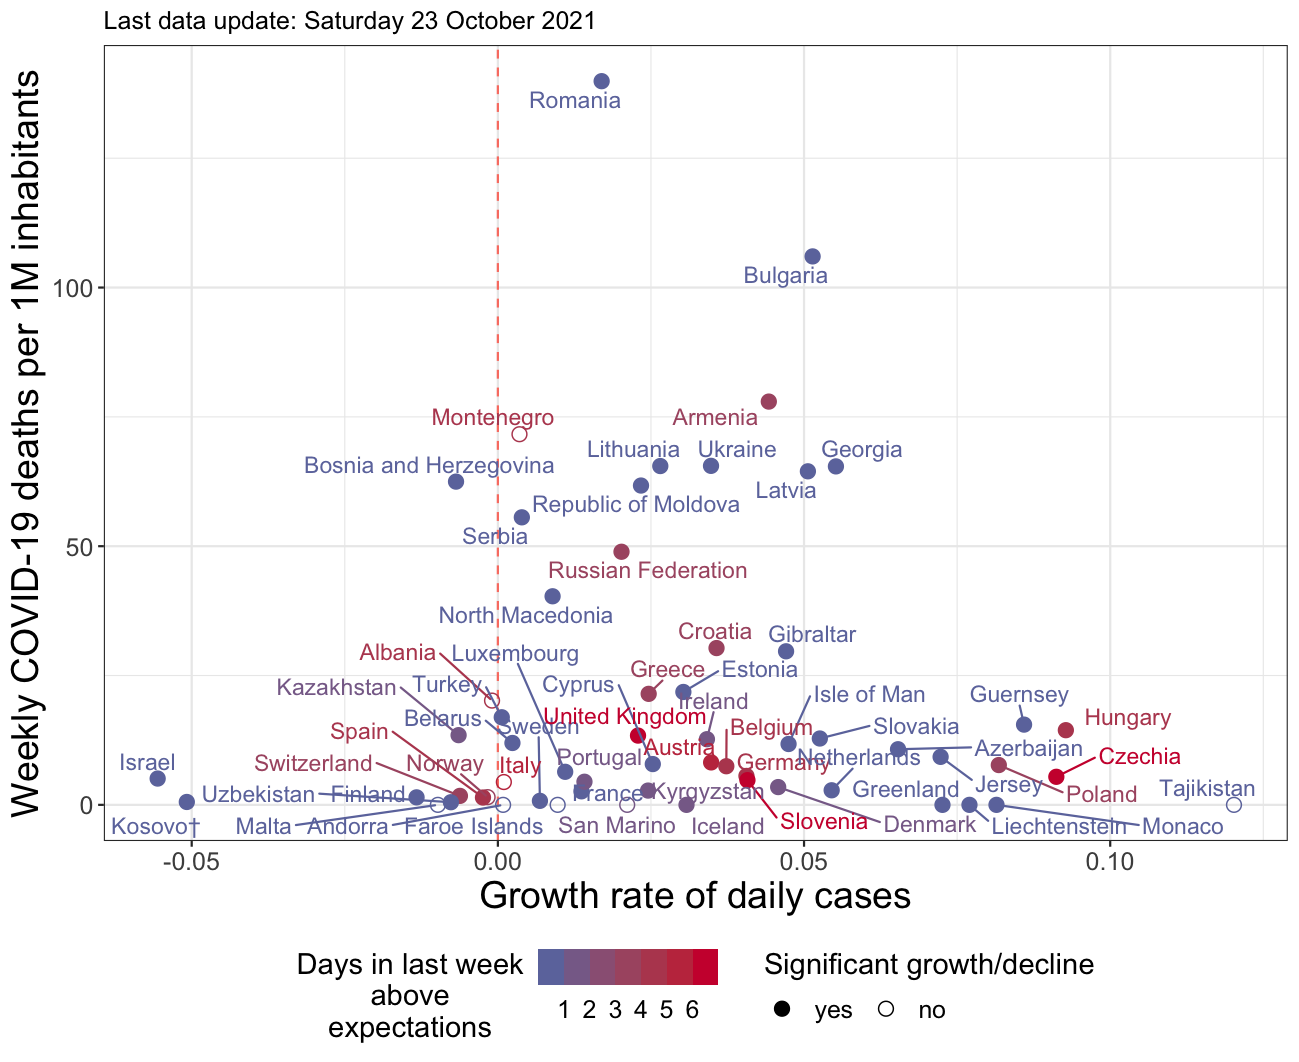 Last data update: Saturday 23 October 2021
Weekly COVID-19 deaths per 1M inhabitants
100
50
0
Romania
Bulgaria
Montenegro
Armenia
Lithuania
Ukraine
Georgia
Bosnia and Herzegovina
Latvia
Republic of Moldova
Serbia
Russian Federation
North Macedonia
Croatia
Gibraltar
Albania
Luxembourg
Greece
Estonia
Kazakhstan
Turkey
Cyprus
Ireland
Isle of Man
Guernsey
Belarus
Sweden
United Kingdom
Hungary
Spain
Belgium
Slovakia
Austria
Azerbaijan
Portugal
Netherlands
Czechia
Israel
Switzerland
Norway
Italy
Germany
Jersey
Tajikistan
Uzbekistan
Finland
France
Kyrgyzstan
Greenland
Poland
Kosovo†
Malta
Andorra
Faroe Islands
San Marino
Iceland
Slovenia
Denmark
Liechtenstein
Monaco
-0.05
0.00
0.05
0.10
Growth rate of daily cases
Days in last week
above
expectations
1 2 3 4 5 6
Significant growth/decline
yes
no